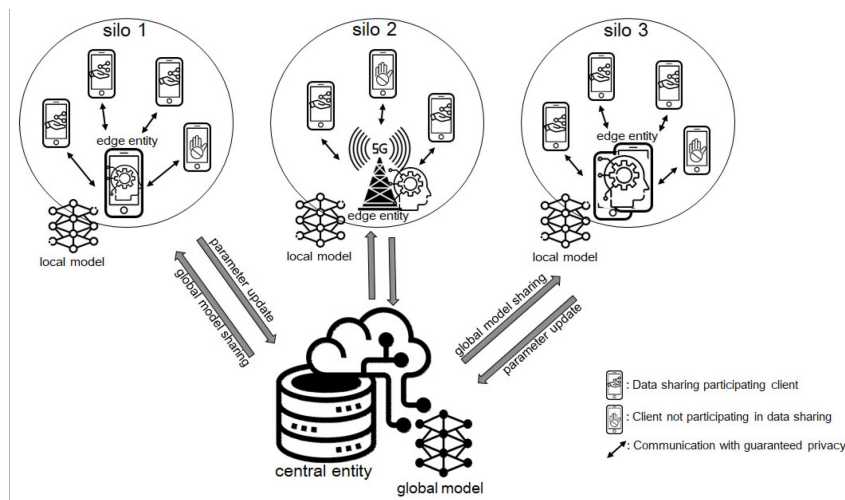 silo 1
silo 2
silo 3
edge entity
5G
edge entity
edge entity
local model
local model
local model
parameter update
global model sharing
global model sharing
parameter update
central entity
global model
: Data sharing participating client
: Client not participating in data sharing
: Communication with guaranteed privacy